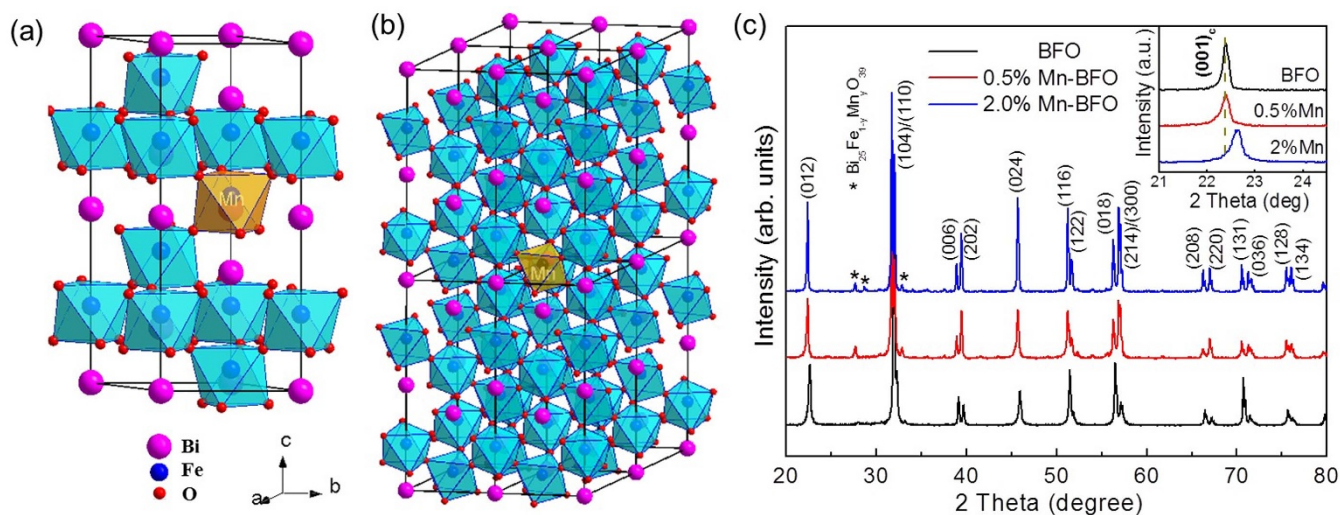 (a)
Mn
Bi
Fe
O
c
a
b
(b)
Mn
(c)
BFO
0.5% Mn-BFO
2.0% Mn-BFO
* Bi₂₅Fe₁₋yMnyO₃₉
(012)
*
*
(104)/(110)
*
(006)
(202)
(024)
(116)
(122)
(018)
(214)/(300)
(208)
(220)
(131)
(036)
(128)
(134)
Intensity (arb. units)
20 30 40 50 60 70 80
2 Theta (degree)
Intensity (a.u.)
(001)c
BFO
0.5%Mn
2%Mn
21 22 23 24
2 Theta (deg)